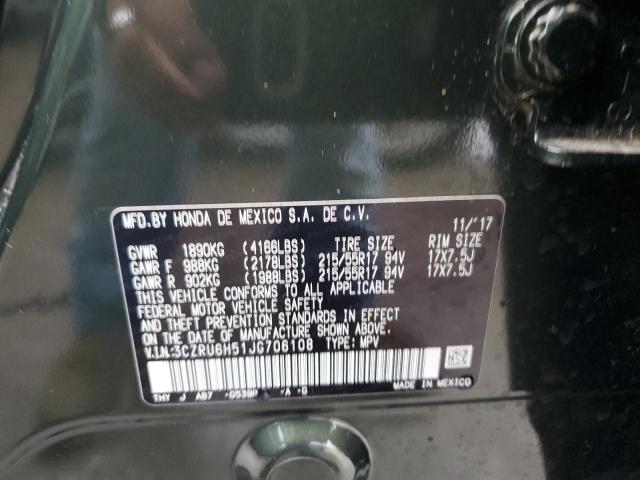 MFD.BY HONDA DE MEXICO S.A. DE C.V. 11/'17
GVWR 1890KG (4166LBS) TIRE SIZE RIM SIZE
GAWR F 988KG (2178LBS) 215/55R17 94V 17X7.5J
GAWR R 902KG (1988LBS) 215/55R17 94V 17X7.5J
THIS VEHICLE CONFORMS TO ALL APPLICABLE
FEDERAL MOTOR VEHICLE SAFETY
AND THEFT PREVENTION STANDARDS IN EFFECT
ON THE DATE OF MANUFACTURE SHOWN ABOVE.
V.I.N:3CZRU6H51JG706108 TYPE: MPV
THY J A97 A MADE IN MEXICO